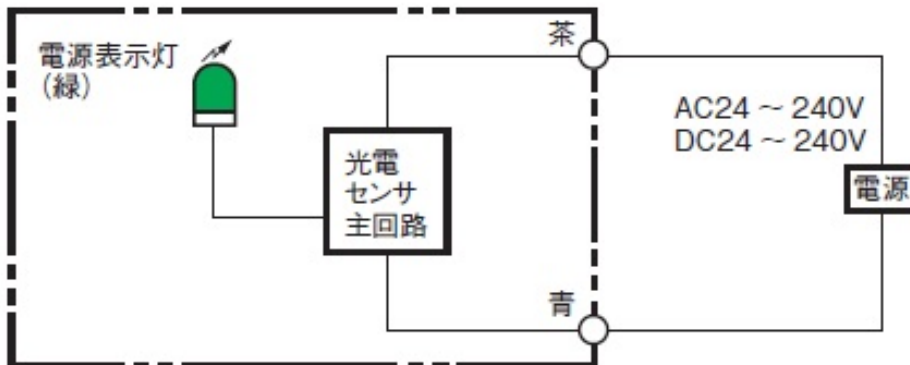 電源表示灯
(緑)
茶
AC24 ～ 240V
DC24 ～ 240V
電源
光電
センサ
主回路
青